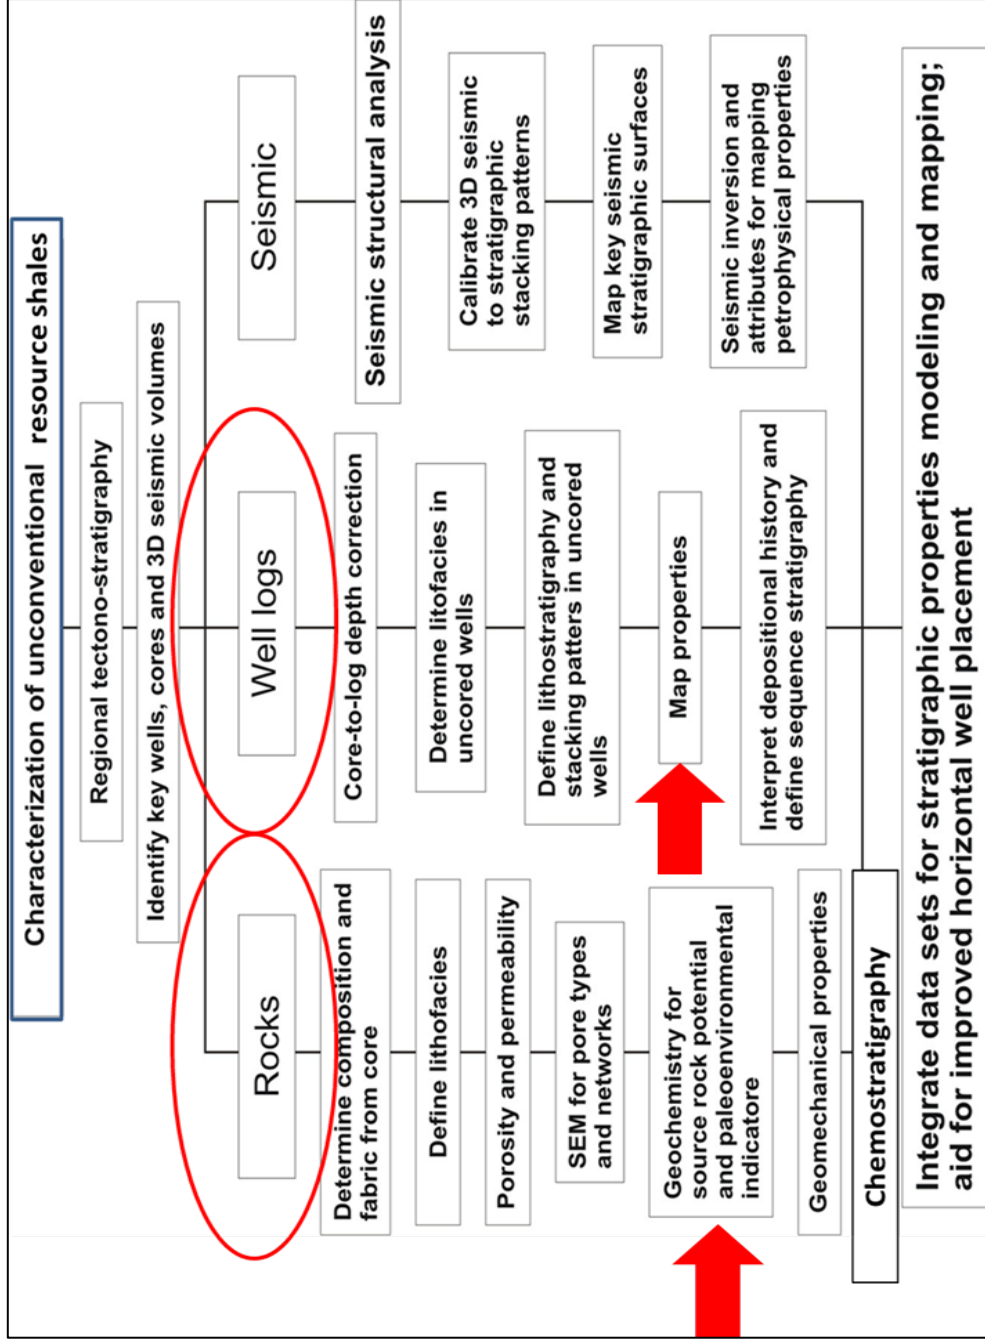 Characterization of unconventional resource shales
Regional tectono-stratigraphy
Identify key wells, cores and 3D seismic volumes
Rocks
Determine composition and
fabric from core
Define lithofacies
Porosity and permeability
SEM for pore types
and networks
Geochemistry for
source rock potential
and paleoenvironmental
indicatore
Geomechanical properties
Chemostratigraphy
Well logs
Core-to-log depth correction
Determine litofacies in
uncored wells
Define lithostratigraphy and
stacking patters in uncored
wells
Map properties
Interpret depositional history and
define sequence stratigraphy
Seismic
Seismic structural analysis
Calibrate 3D seismic
to stratigraphic
stacking patterns
Map key seismic
stratigraphic surfaces
Seismic inversion and
attributes for mapping
petrophysical properties
Integrate data sets for stratigraphic properties modeling and mapping;
aid for improved horizontal well placement